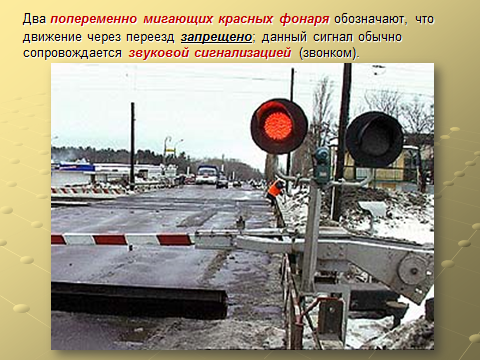 Два попеременно мигающих красных фонаря обозначают, что
движение через переезд запрещено; данный сигнал обычно
сопровождается звуковой сигнализацией (звонком).